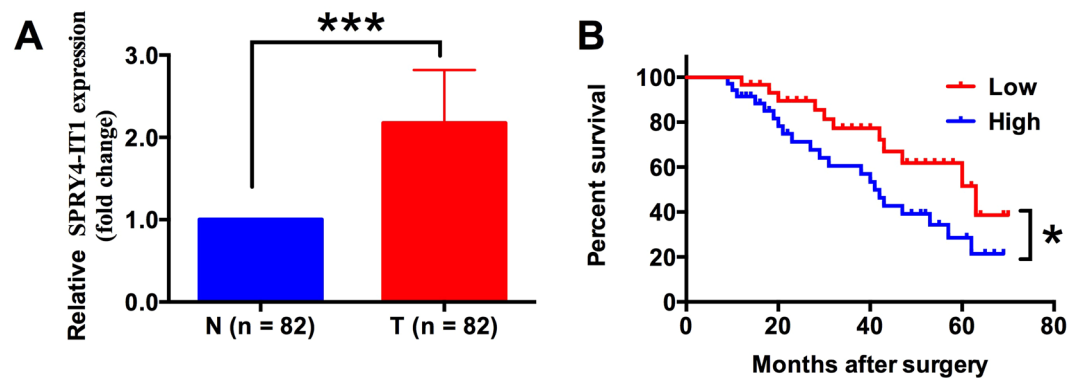 A
Relative SPRY4-IT1 expression
(fold change)
3.0
2.0
1.0
0.0
***
N (n = 82)
T (n = 82)
B
Percent survival
100
80
60
40
20
0
0
20
40
60
80
Months after surgery
Low
High
*